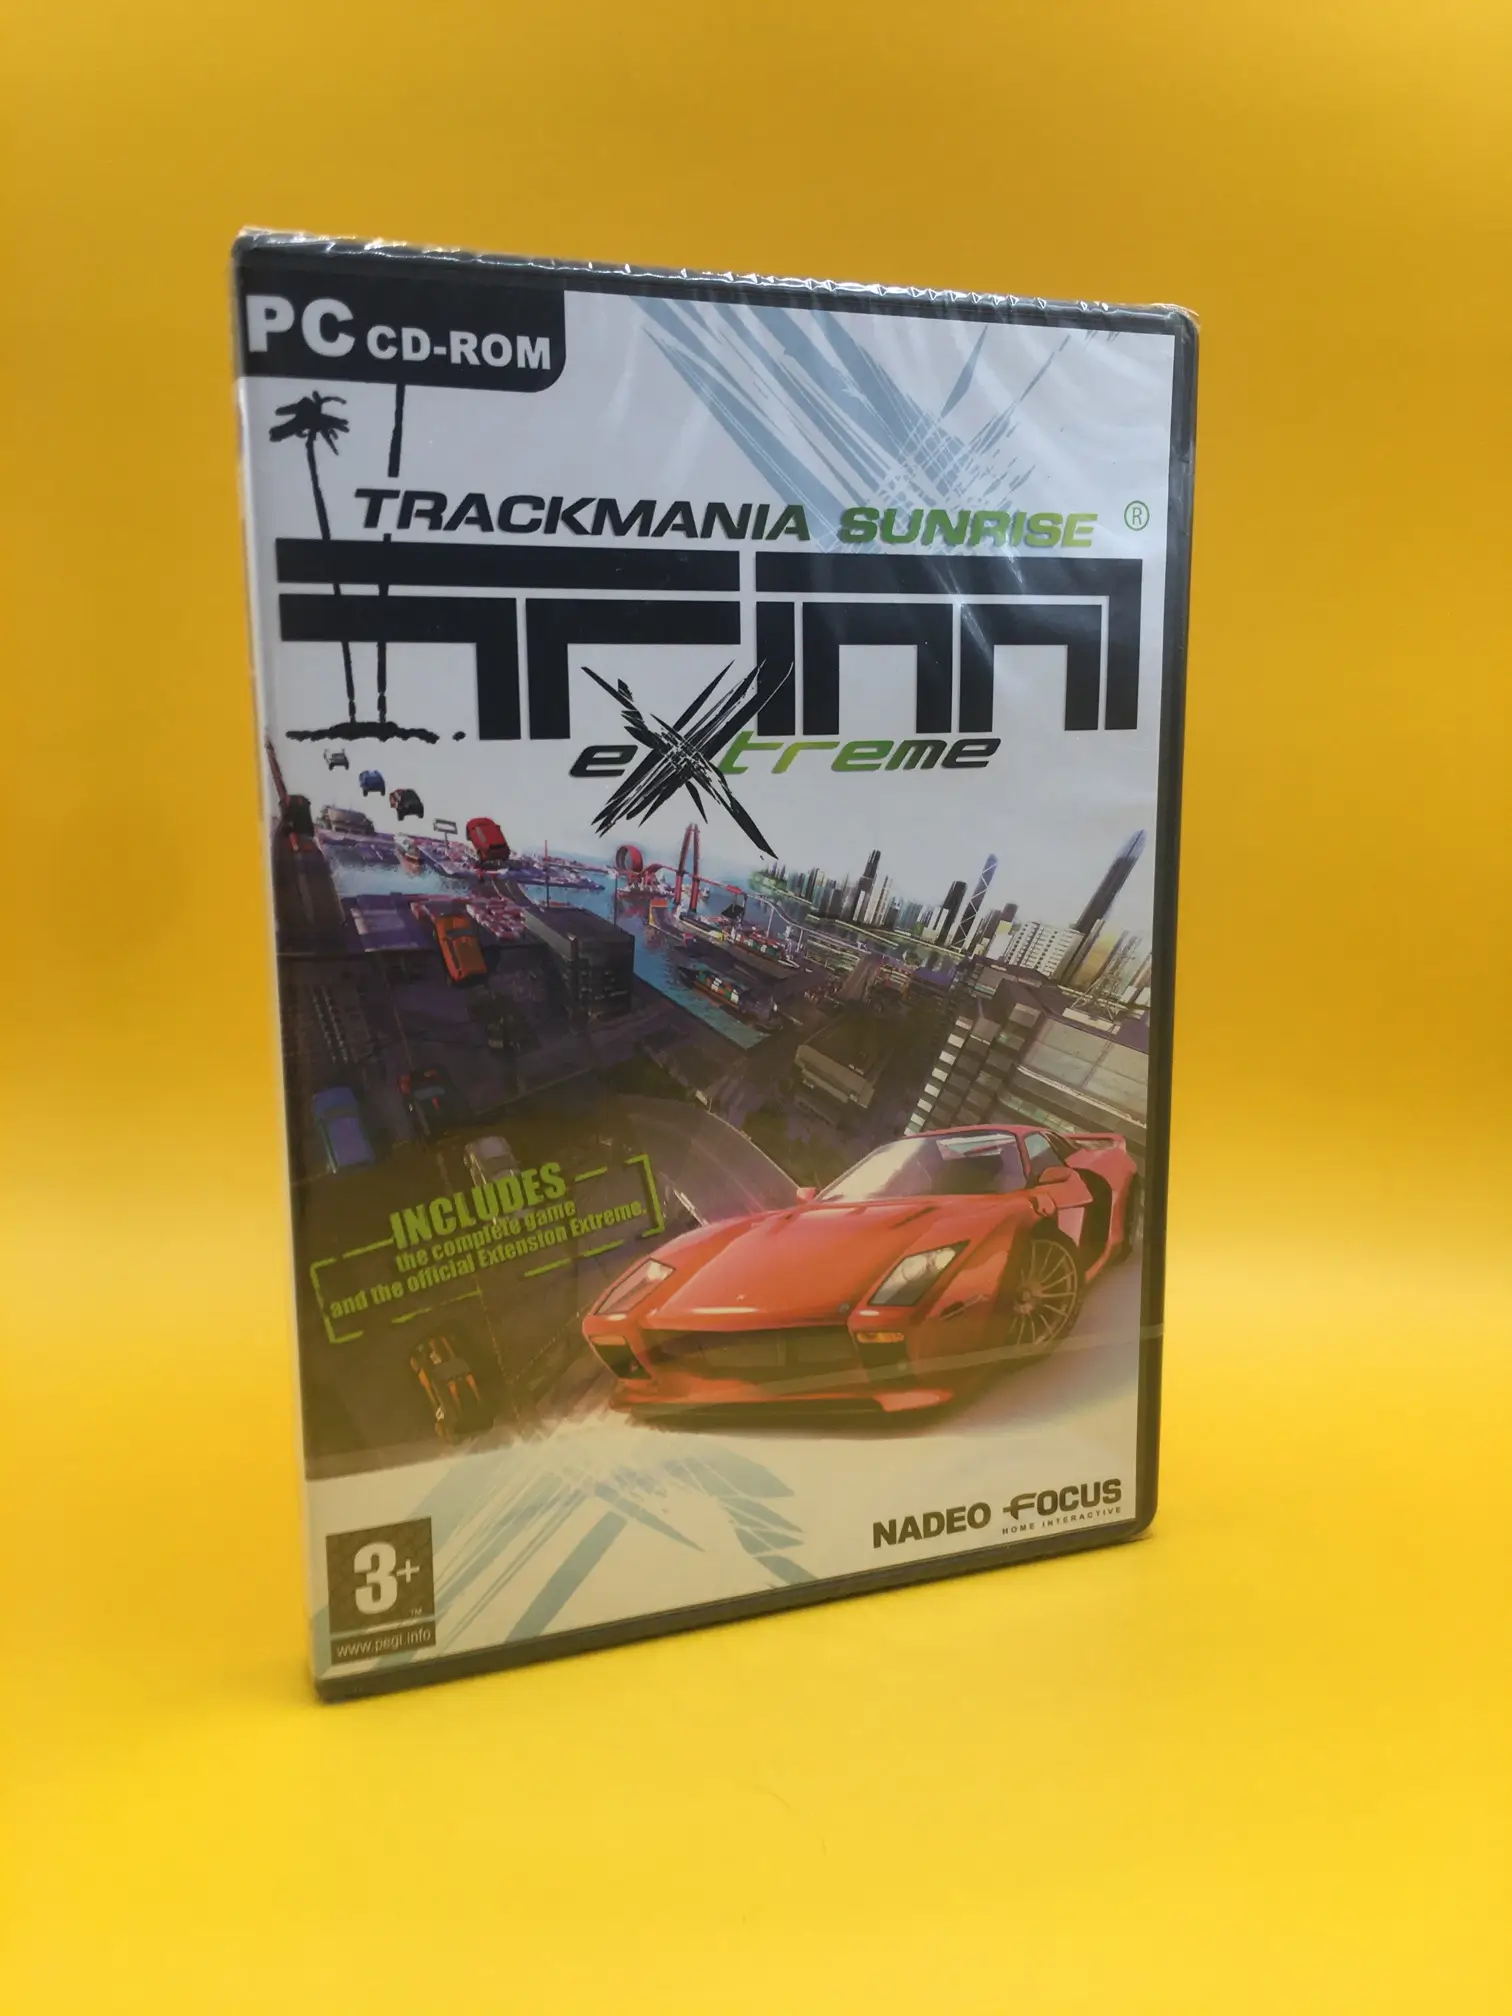 PC CD-ROM
TRACKMANIA SUNRISE ®
TM
eXtreme
INCLUDES
the complete game
and the official Extension Extreme.
NADEO FOCUS
HOME INTERACTIVE
3+
TM
www.pegi.info